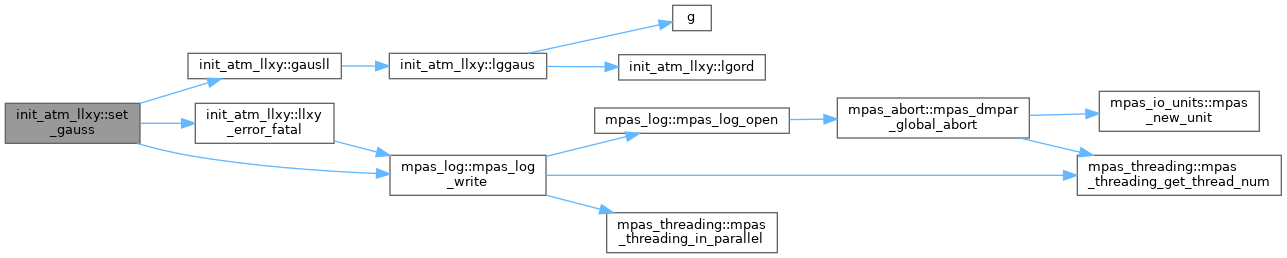 init_atm_llxy::set
_gauss
init_atm_llxy::gausll
init_atm_llxy::lggaus
g
init_atm_llxy::lgord
init_atm_llxy::llxy
_error_fatal
mpas_log::mpas_log
_write
mpas_log::mpas_log_open
mpas_abort::mpas_dmpar
_global_abort
mpas_io_units::mpas
_new_unit
mpas_threading::mpas
_threading_get_thread_num
mpas_threading::mpas
_threading_in_parallel